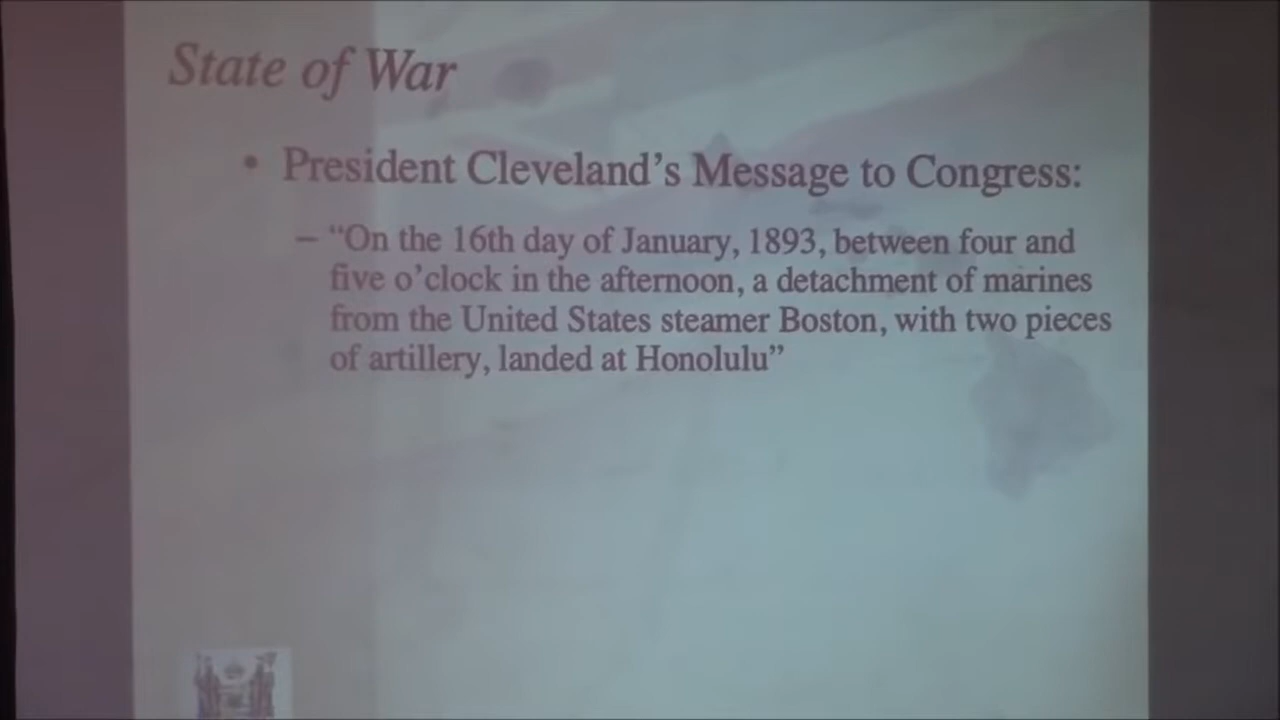 State of War
• President Cleveland's Message to Congress:
– “On the 16th day of January, 1893, between four and
five o'clock in the afternoon, a detachment of marines
from the United States steamer Boston, with two pieces
of artillery, landed at Honolulu”